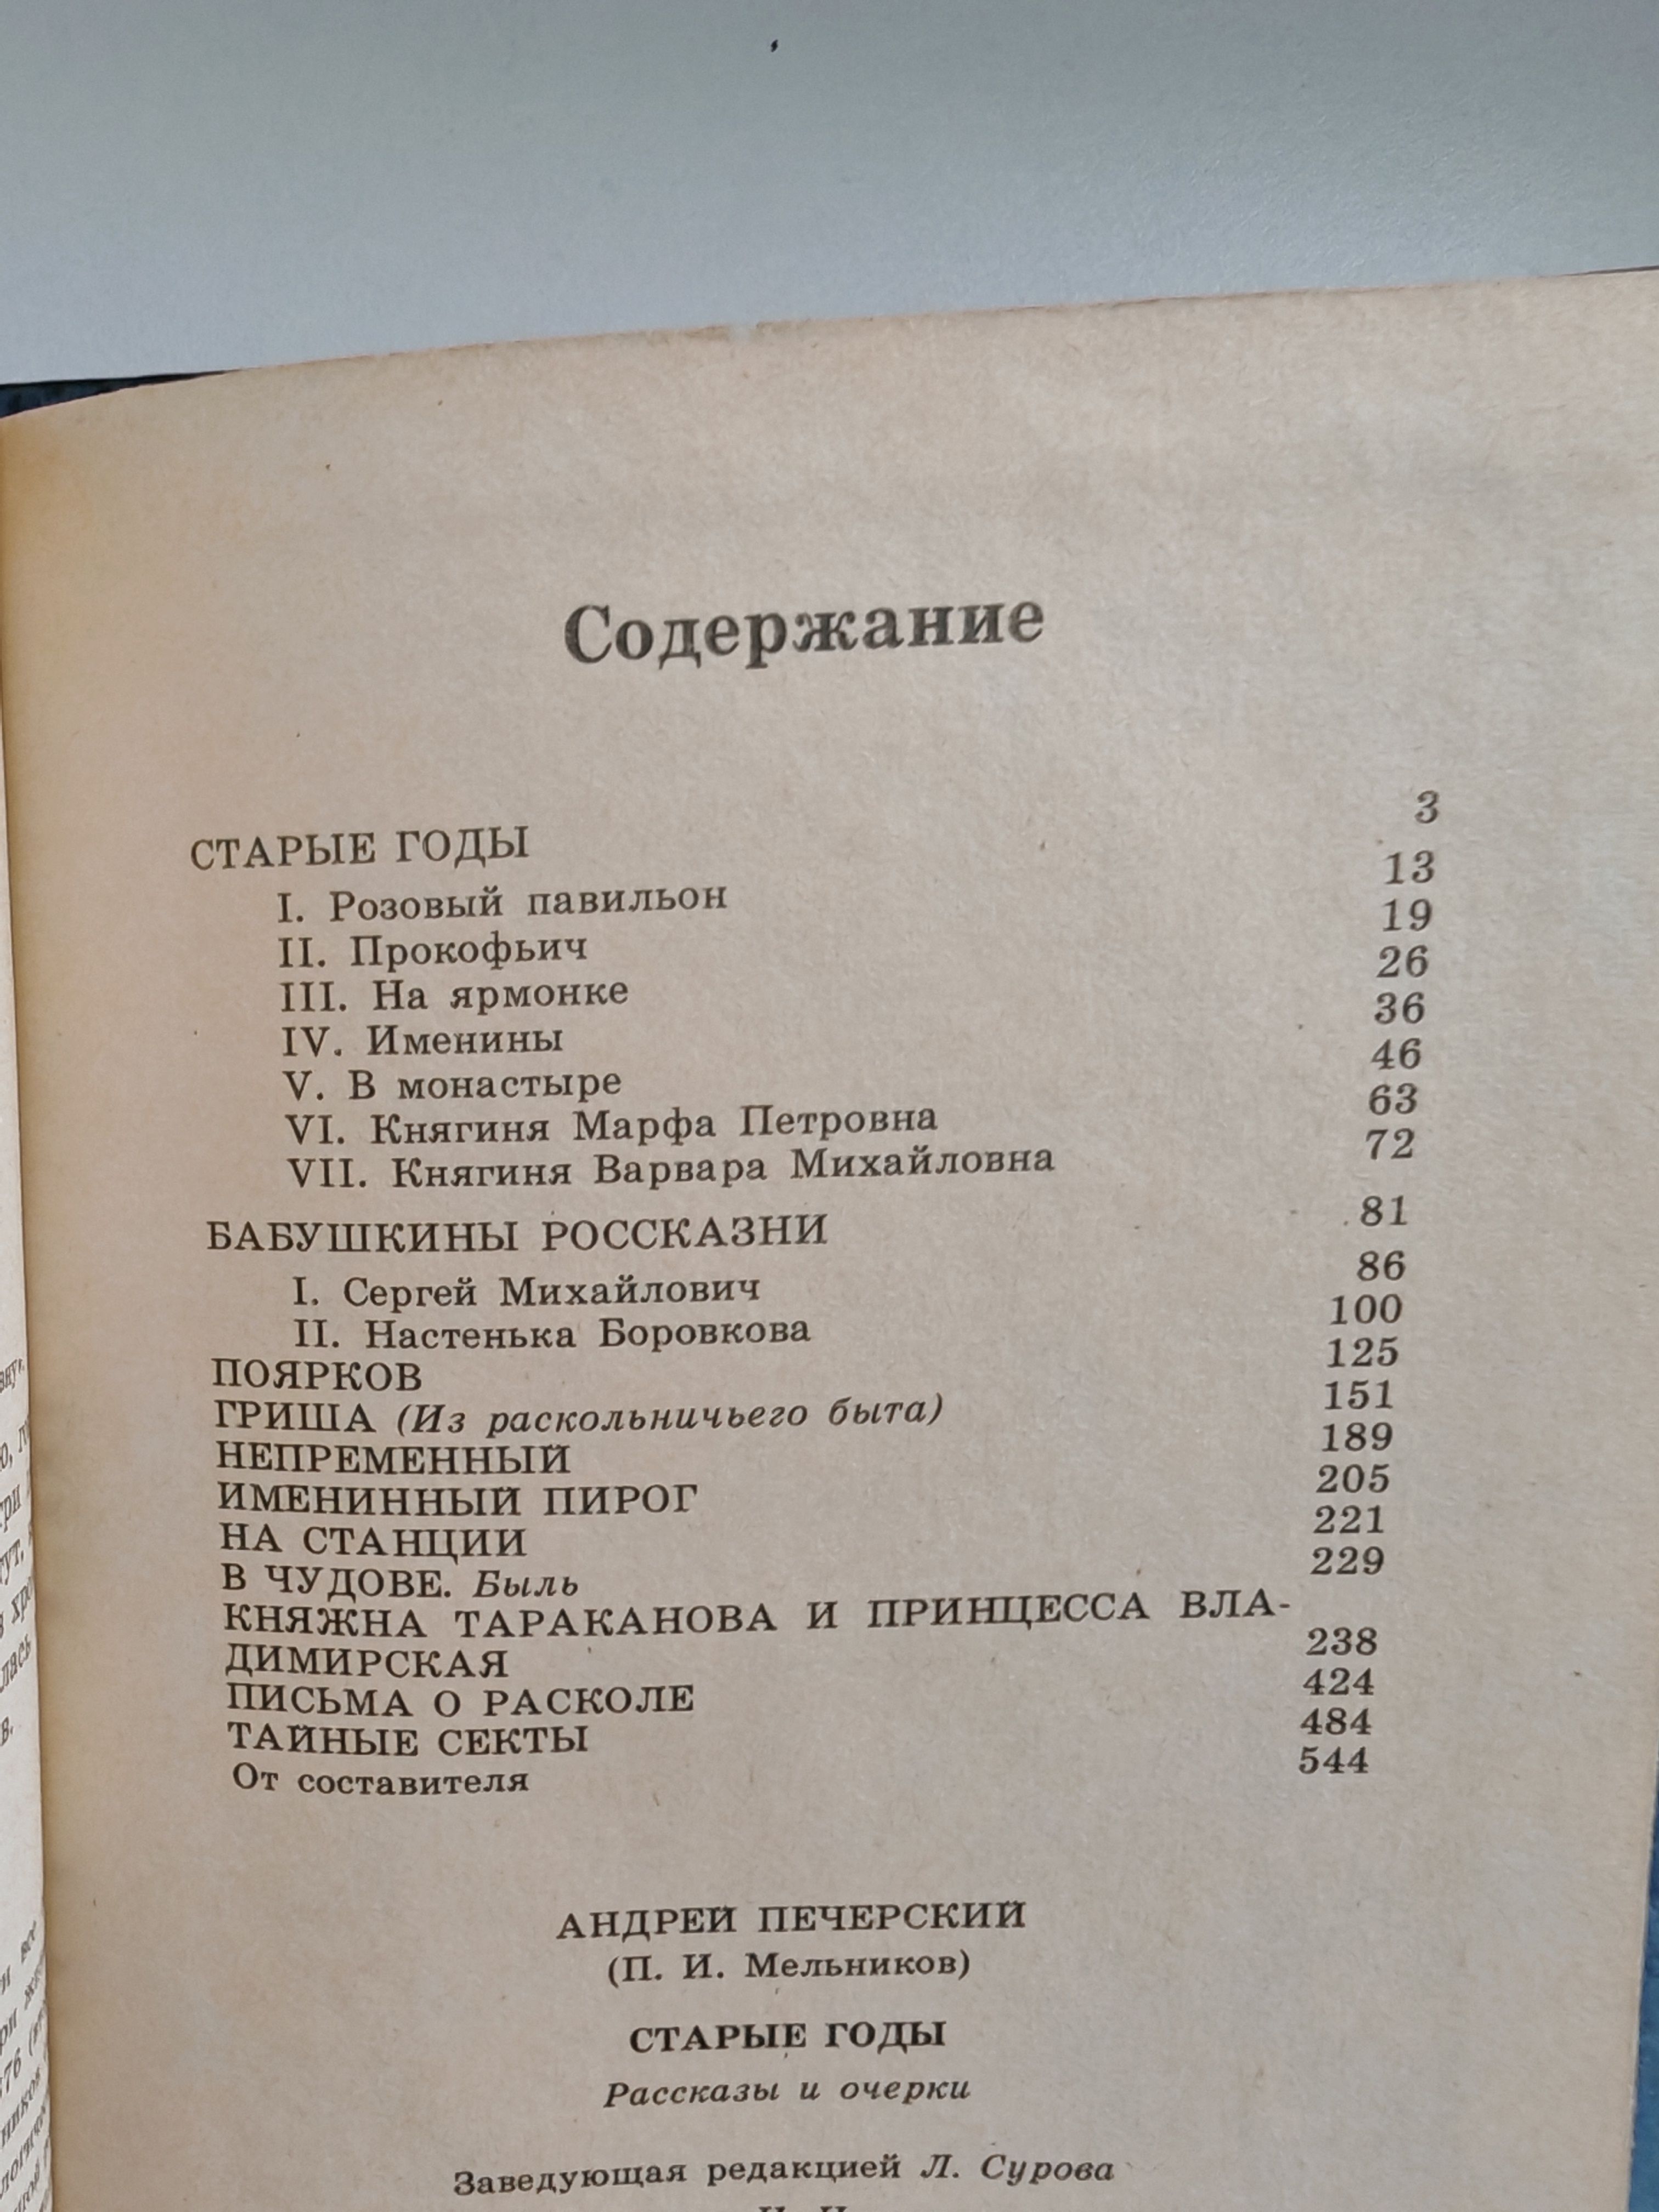 Содержание
СТАРЫЕ ГОДЫ 3
I. Розовый павильон 13
II. Прокофьич 19
III. На ярмонке 26
IV. Именины 36
V. В монастыре 46
VI. Княгиня Марфа Петровна 63
VII. Княгиня Варвара Михайловна 72
БАБУШКИНЫ РОССКАЗНИ 81
I. Сергей Михайлович 86
II. Настенька Боровкова 100
ПОЯРКОВ 125
ГРИША (Из раскольничьего быта) 151
НЕПРЕМЕННЫЙ 189
ИМЕНИННЫЙ ПИРОГ 205
НА СТАНЦИИ 221
В ЧУДОВЕ. Быль 229
КНЯЖНА ТАРАКАНОВА И ПРИНЦЕССА ВЛА-
ДИМИРСКАЯ 238
ПИСЬМА О РАСКОЛЕ 424
ТАЙНЫЕ СЕКТЫ 484
От составителя 544
АНДРЕЙ ПЕЧЕРСКИЙ
(П. И. Мельников)
СТАРЫЕ ГОДЫ
Рассказы и очерки
Заведующая редакцией Л. Сурова